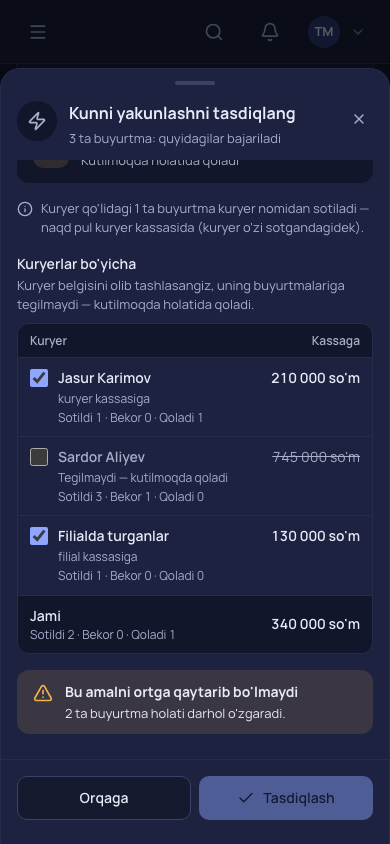 TM
Kunni yakunlashni tasdiqlang
3 ta buyurtma: quyidagilar bajariladi
Kutilmoqda holatida qoladi
Kuryer qo'lidagi 1 ta buyurtma kuryer nomidan sotiladi —
naqd pul kuryer kassasida (kuryer o'zi sotgandagidek).
Kuryerlar bo'yicha
Kuryer belgisini olib tashlasangiz, uning buyurtmalariga
tegilmaydi — kutilmoqda holatida qoladi.
Kuryer Kassaga
Jasur Karimov 210 000 so'm
kuryer kassasiga
Sotildi 1 · Bekor 0 · Qoladi 1
Sardor Aliyev 745 000 so'm
Tegilmaydi — kutilmoqda qoladi
Sotildi 3 · Bekor 1 · Qoladi 0
Filialda turganlar 130 000 so'm
filial kassasiga
Sotildi 1 · Bekor 0 · Qoladi 0
Jami 340 000 so'm
Sotildi 2 · Bekor 0 · Qoladi 1
Bu amalni ortga qaytarib bo'lmaydi
2 ta buyurtma holati darhol o'zgaradi.
Orqaga Tasdiqlash